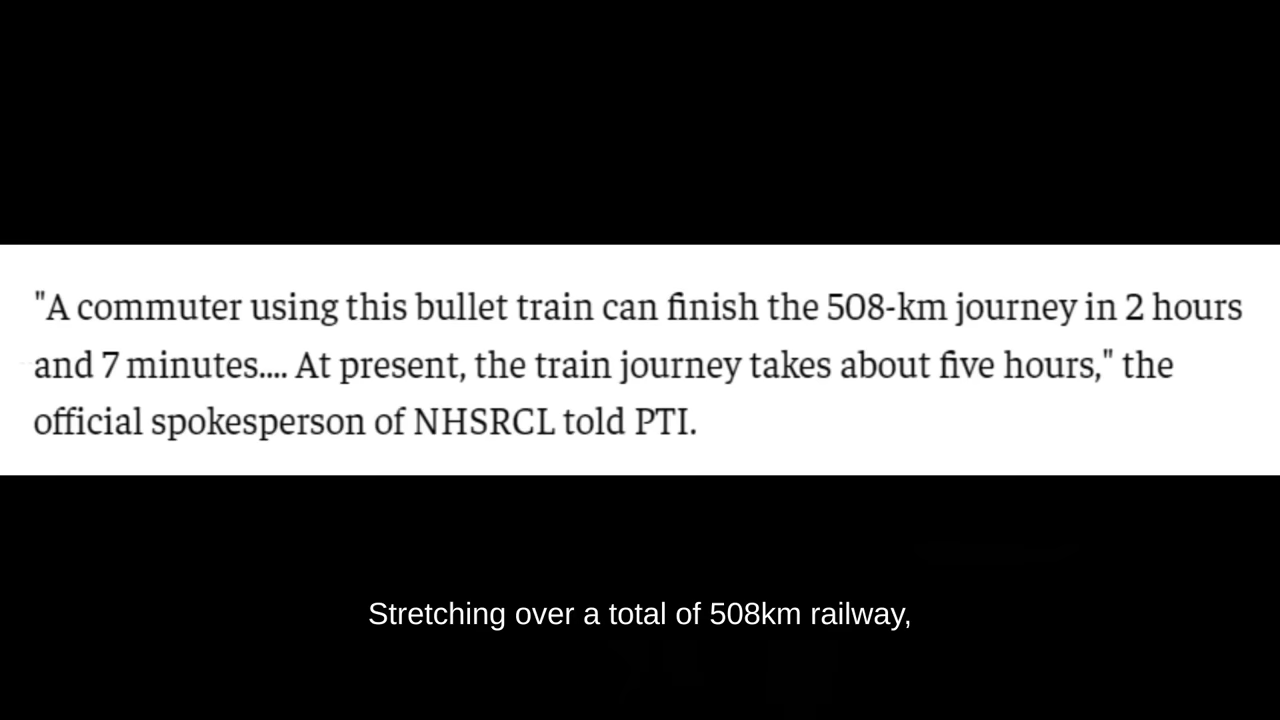 "A commuter using this bullet train can finish the 508-km journey in 2 hours
and 7 minutes.... At present, the train journey takes about five hours," the
official spokesperson of NHSRCL told PTI.
Stretching over a total of 508km railway,